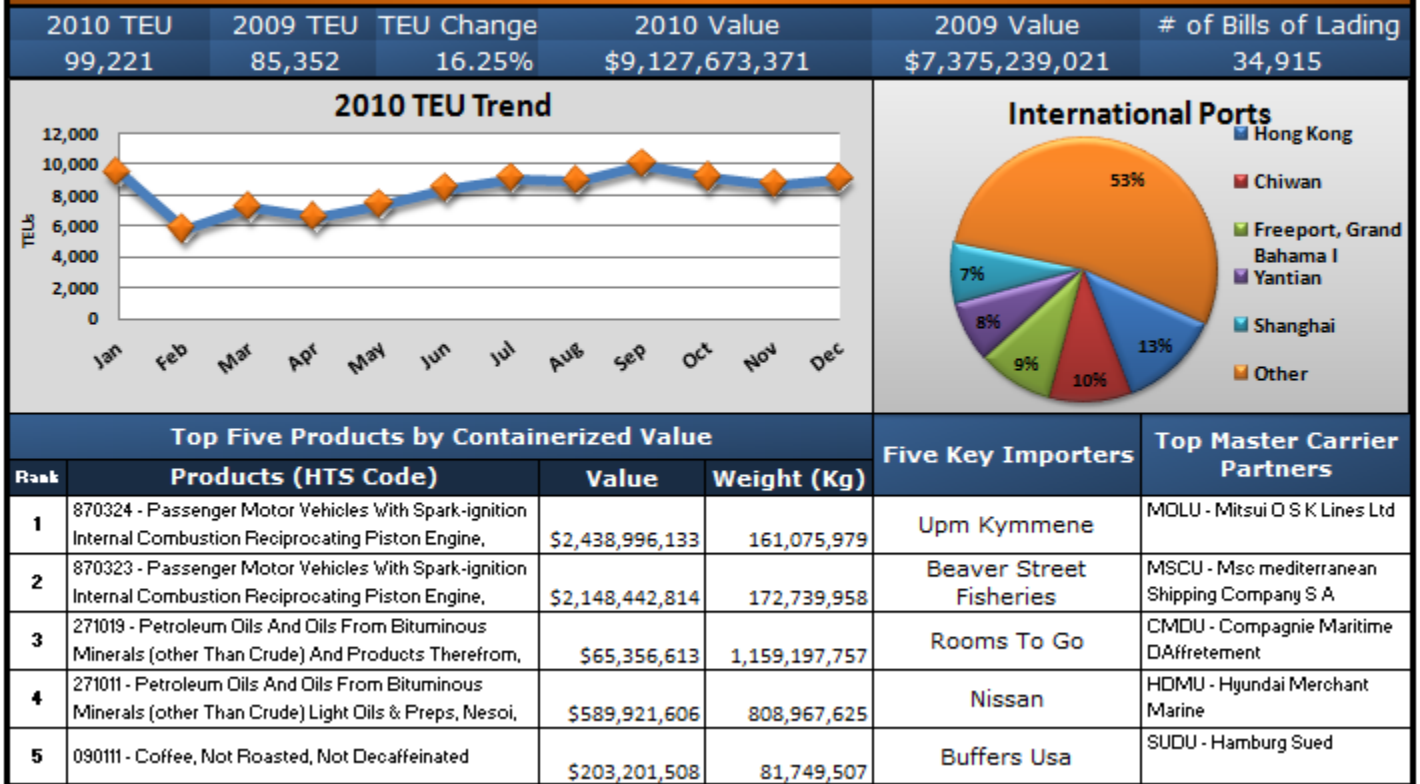 2010 TEU 2009 TEU TEU Change 2010 Value 2009 Value # of Bills of Lading
99,221 85,352 16.25% $9,127,673,371 $7,375,239,021 34,915
2010 TEU Trend
12,000
10,000
8,000
6,000
4,000
2,000
0
TEUs
Jan Feb Mar Apr May Jun Jul Aug Sep Oct Nov Dec
International Ports
53%
7%
8%
9%
10%
13%
Hong Kong
Chiwan
Freeport, Grand
Bahama I
Yantian
Shanghai
Other
Top Five Products by Containerized Value
Rank Products (HTS Code) Value Weight (Kg)
1 870324 - Passenger Motor Vehicles With Spark-ignition
Internal Combustion Reciprocating Piston Engine, $2,438,996,133 161,075,979
2 870323 - Passenger Motor Vehicles With Spark-ignition
Internal Combustion Reciprocating Piston Engine, $2,148,442,814 172,739,958
3 271019 - Petroleum Oils And Oils From Bituminous
Minerals (other Than Crude) And Products Therefrom, $65,356,613 1,159,197,757
4 271011 - Petroleum Oils And Oils From Bituminous
Minerals (other Than Crude) Light Oils & Preps, Nesoi, $589,921,606 808,967,625
5 090111 - Coffee, Not Roasted, Not Decaffeinated $203,201,508 81,749,507
Five Key Importers
Upm Kymmene
Beaver Street
Fisheries
Rooms To Go
Nissan
Buffers Usa
Top Master Carrier
Partners
MOLU - Mitsui O S K Lines Ltd
MSCU - Msc mediterranean
Shipping Company S A
CMDU - Compagnie Maritime
DAffretement
HDMU - Hyundai Merchant
Marine
SUDU - Hamburg Sued